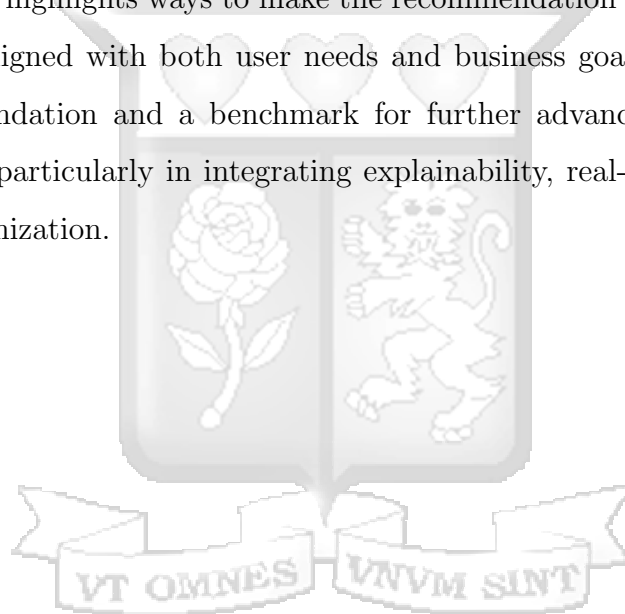 highlights ways to make the recommendation
igned with both user needs and business goa
ndation and a benchmark for further advanc
particularly in integrating explainability, real-
nization.
VT OMNES VNVM SINT